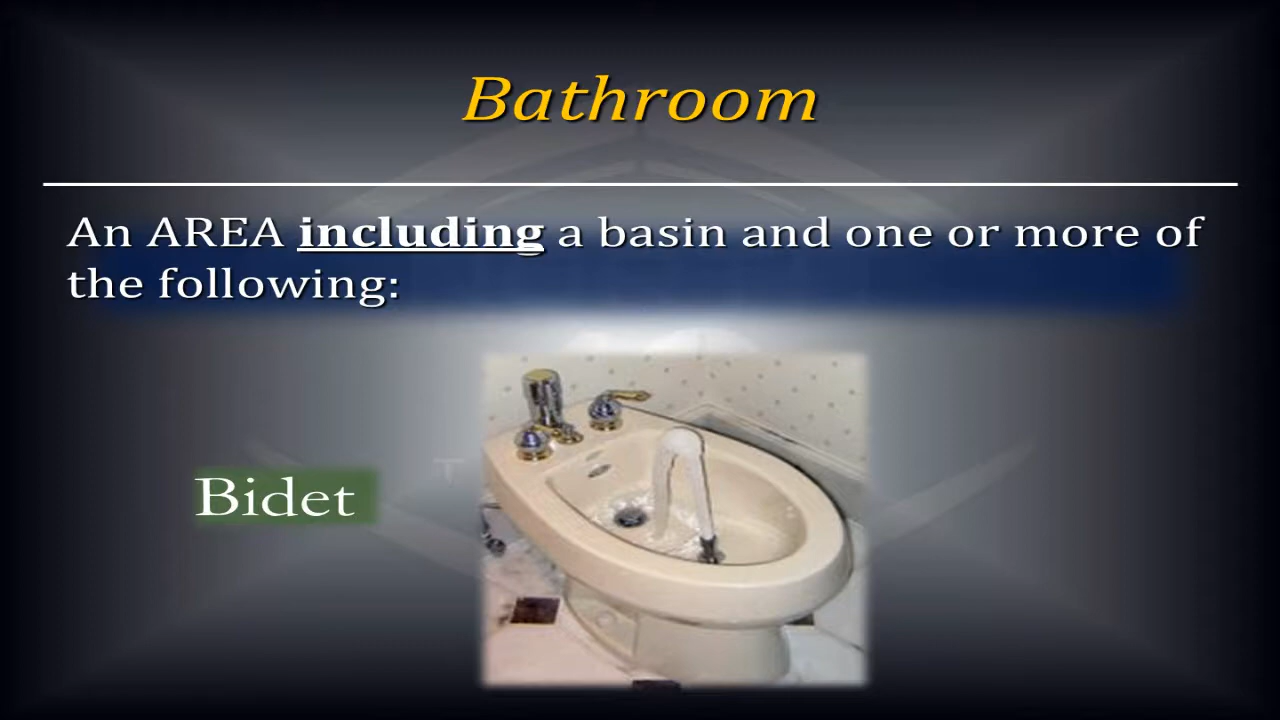 Bathroom
An AREA including a basin and one or more of
the following:
Bidet